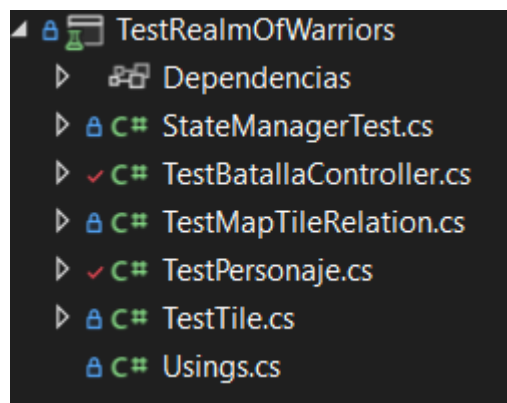 TestRealmOfWarriors
Dependencias
C# StateManagerTest.cs
C# TestBatallaController.cs
C# TestMapTileRelation.cs
C# TestPersonaje.cs
C# TestTile.cs
C# Usings.cs